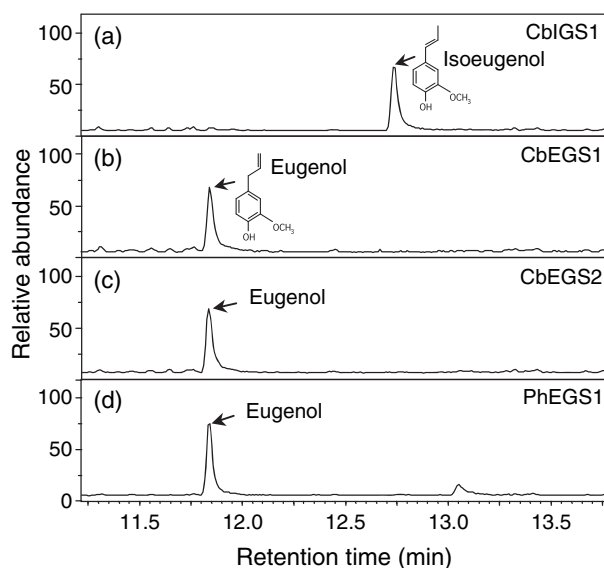 (a) CbIGS1
100
Isoeugenol
50
OH OCH₃
(b) CbEGS1
100
Eugenol
50
OH OCH₃
(c) CbEGS2
100
Eugenol
50
(d) PhEGS1
100
Eugenol
50
0
11.5 12.0 12.5 13.0 13.5
Retention time (min)
Relative abundance